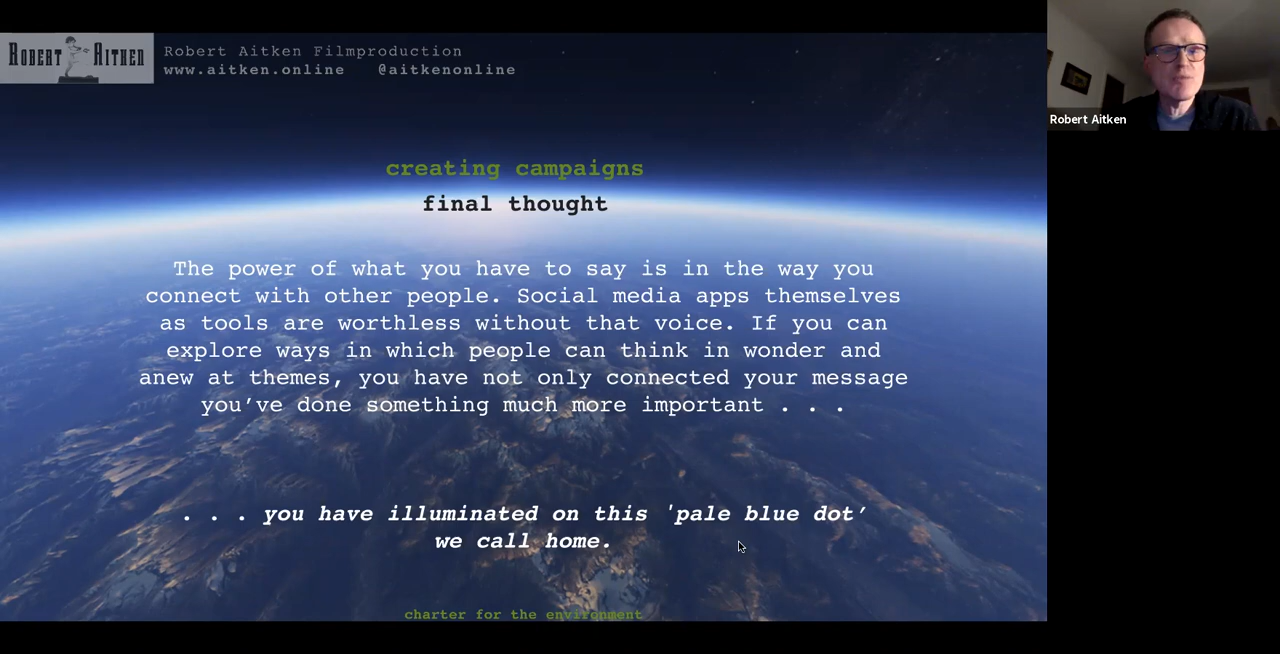 ROBERT AITKEN
Robert Aitken Filmproduction
www.aitken.online @aitkenonline
creating campaigns
final thought
The power of what you have to say is in the way you
connect with other people. Social media apps themselves
as tools are worthless without that voice. If you can
explore ways in which people can think in wonder and
anew at themes, you have not only connected your message
you’ve done something much more important . . .
. . . you have illuminated on this 'pale blue dot’
we call home.
charter for the environment
Robert Aitken